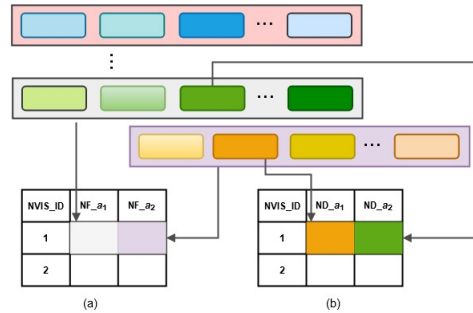 ...
⋮
...
...
NVIS_ID NF_a₁ NF_a₂
1
2
(a)
NVIS_ID ND_a₁ ND_a₂
1
2
(b)